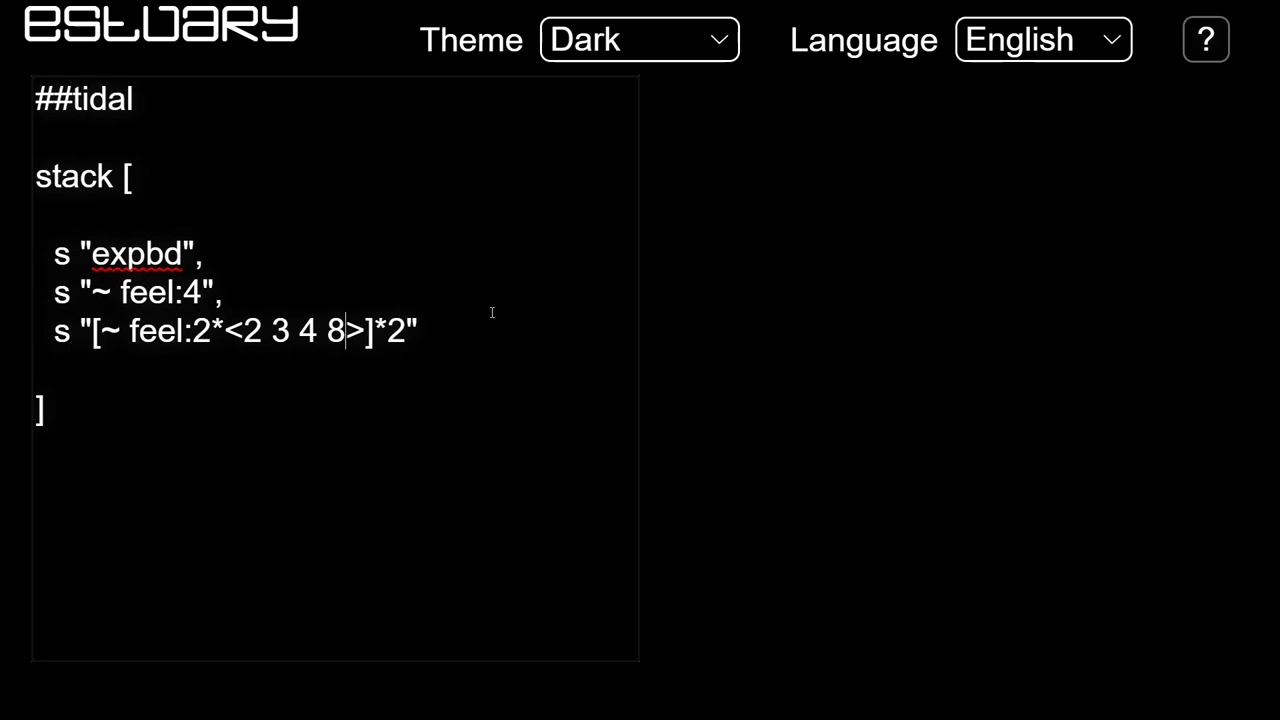 estuary
Theme Dark Language English ?
##tidal
stack [
s "expbd",
s "~ feel:4",
s "[~ feel:2*<2 3 4 8>]*2"
]